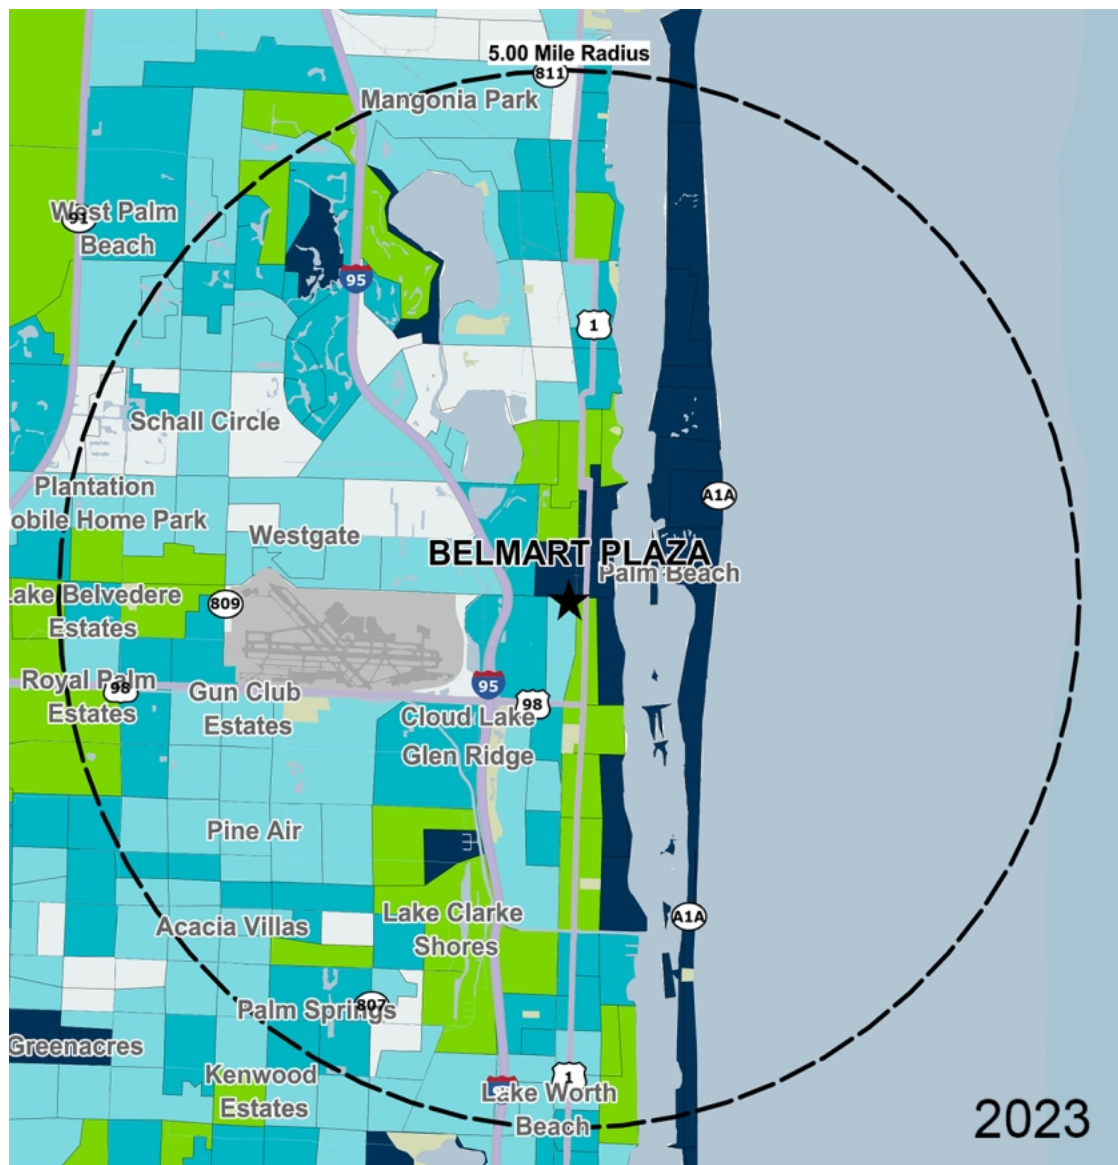 5.00 Mile Radius
811
Mangonia Park
91
West Palm
Beach
95
1
Schall Circle
A1A
Plantation
obile Home Park
Westgate
BELMART PLAZA
Palm Beach
Lake Belvedere
Estates
809
Royal Palm
Estates
98
Gun Club
Estates
95
98
Cloud Lake
Glen Ridge
Pine Air
Acacia Villas
Lake Clarke
Shores
A1A
Palm Springs
807
Greenacres
Kenwood
Estates
1
Lake Worth
Beach
2023